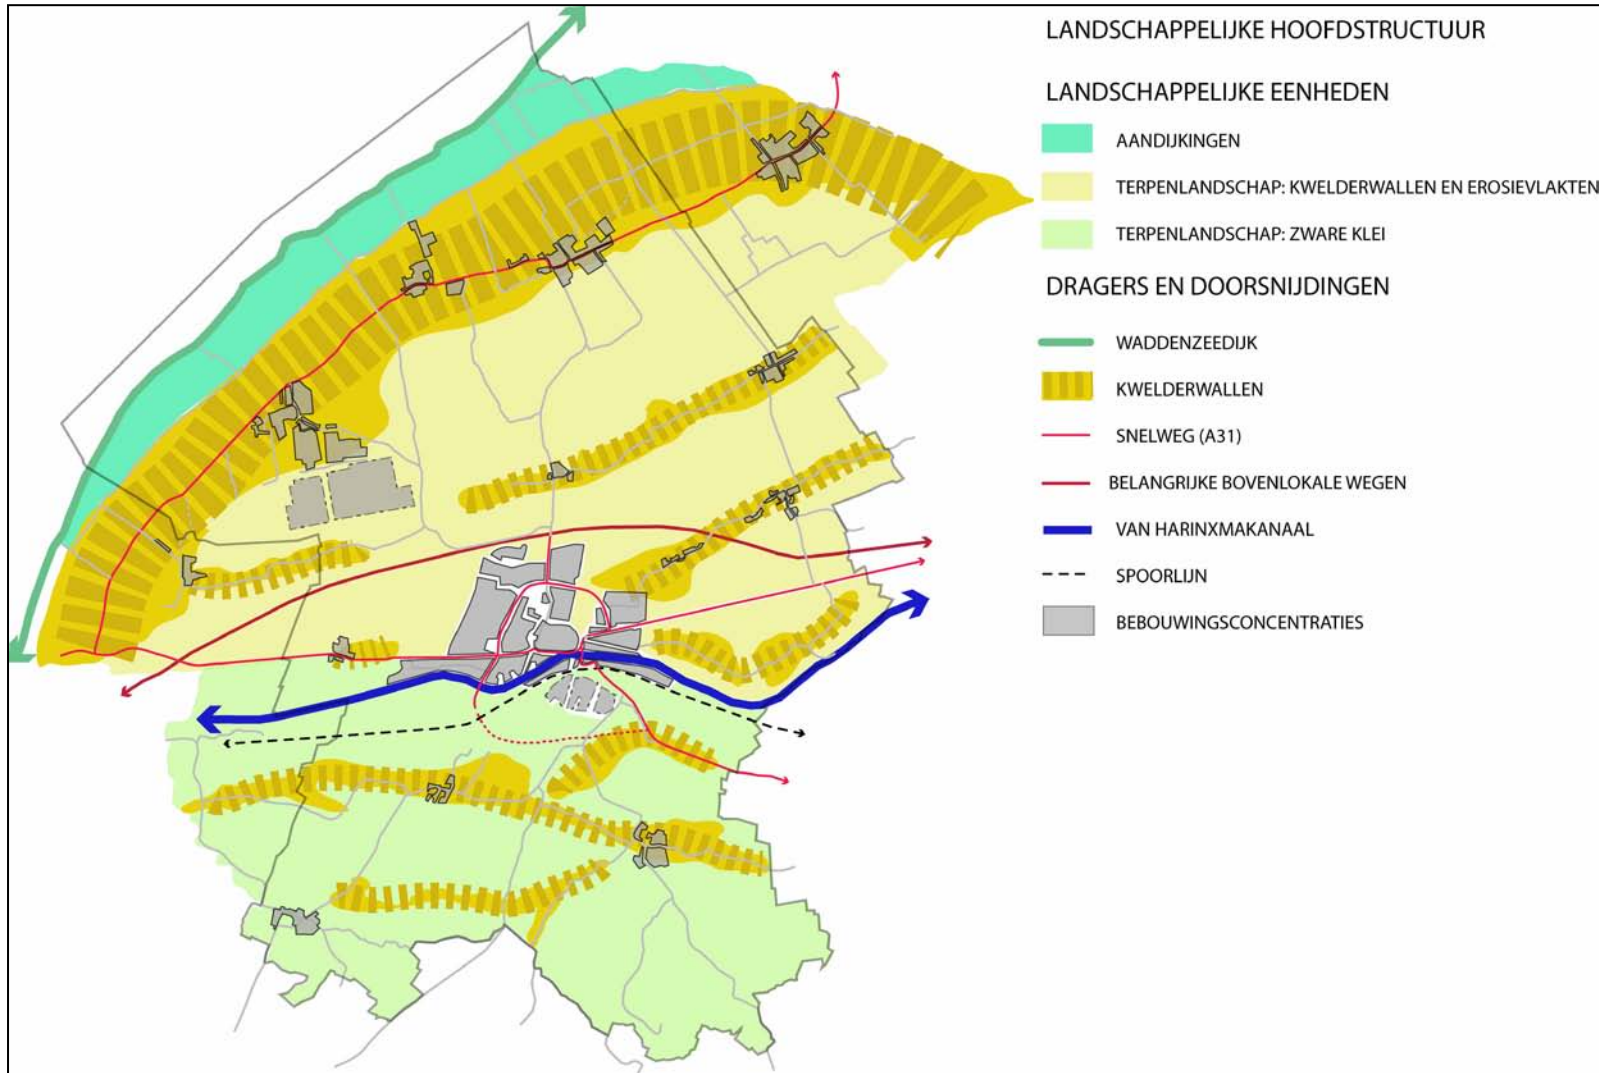 LANDSCHAPPELIJKE HOOFDSTRUCTUUR
LANDSCHAPPELIJKE EENHEDEN
AANDIJKINGEN
TERPENLANDSCHAP: KWELDERWALLEN EN EROSIEVLAKTEN
TERPENLANDSCHAP: ZWARE KLEI
DRAGERS EN DOORSNIJDINGEN
WADDENZEEDIJK
KWELDERWALLEN
SNELWEG (A31)
BELANGRIJKE BOVENLOKALE WEGEN
VAN HARINXMAKANAAL
SPOORLIJN
BEBOUWINGSCONCENTRATIES